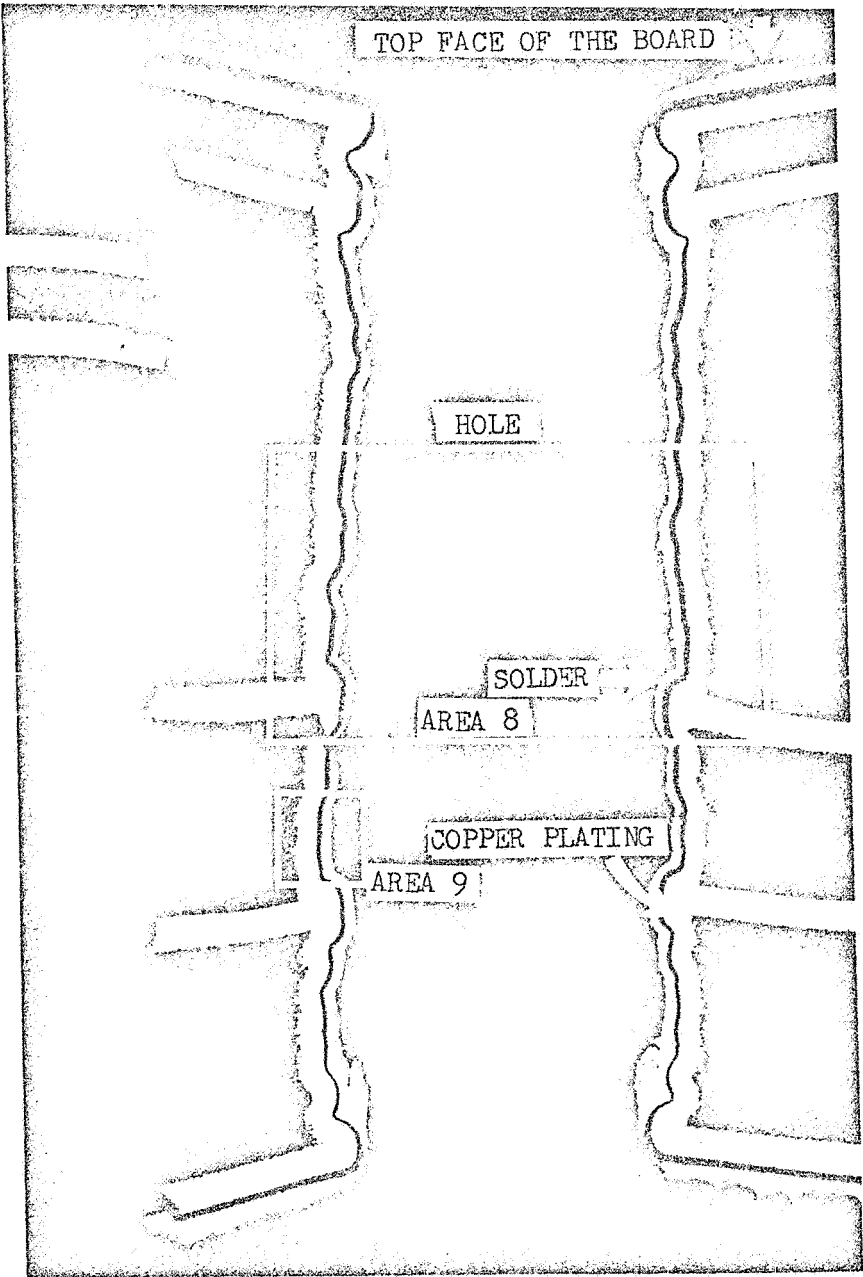 TOP FACE OF THE BOARD
HOLE
SOLDER
AREA 8
COPPER PLATING
AREA 9